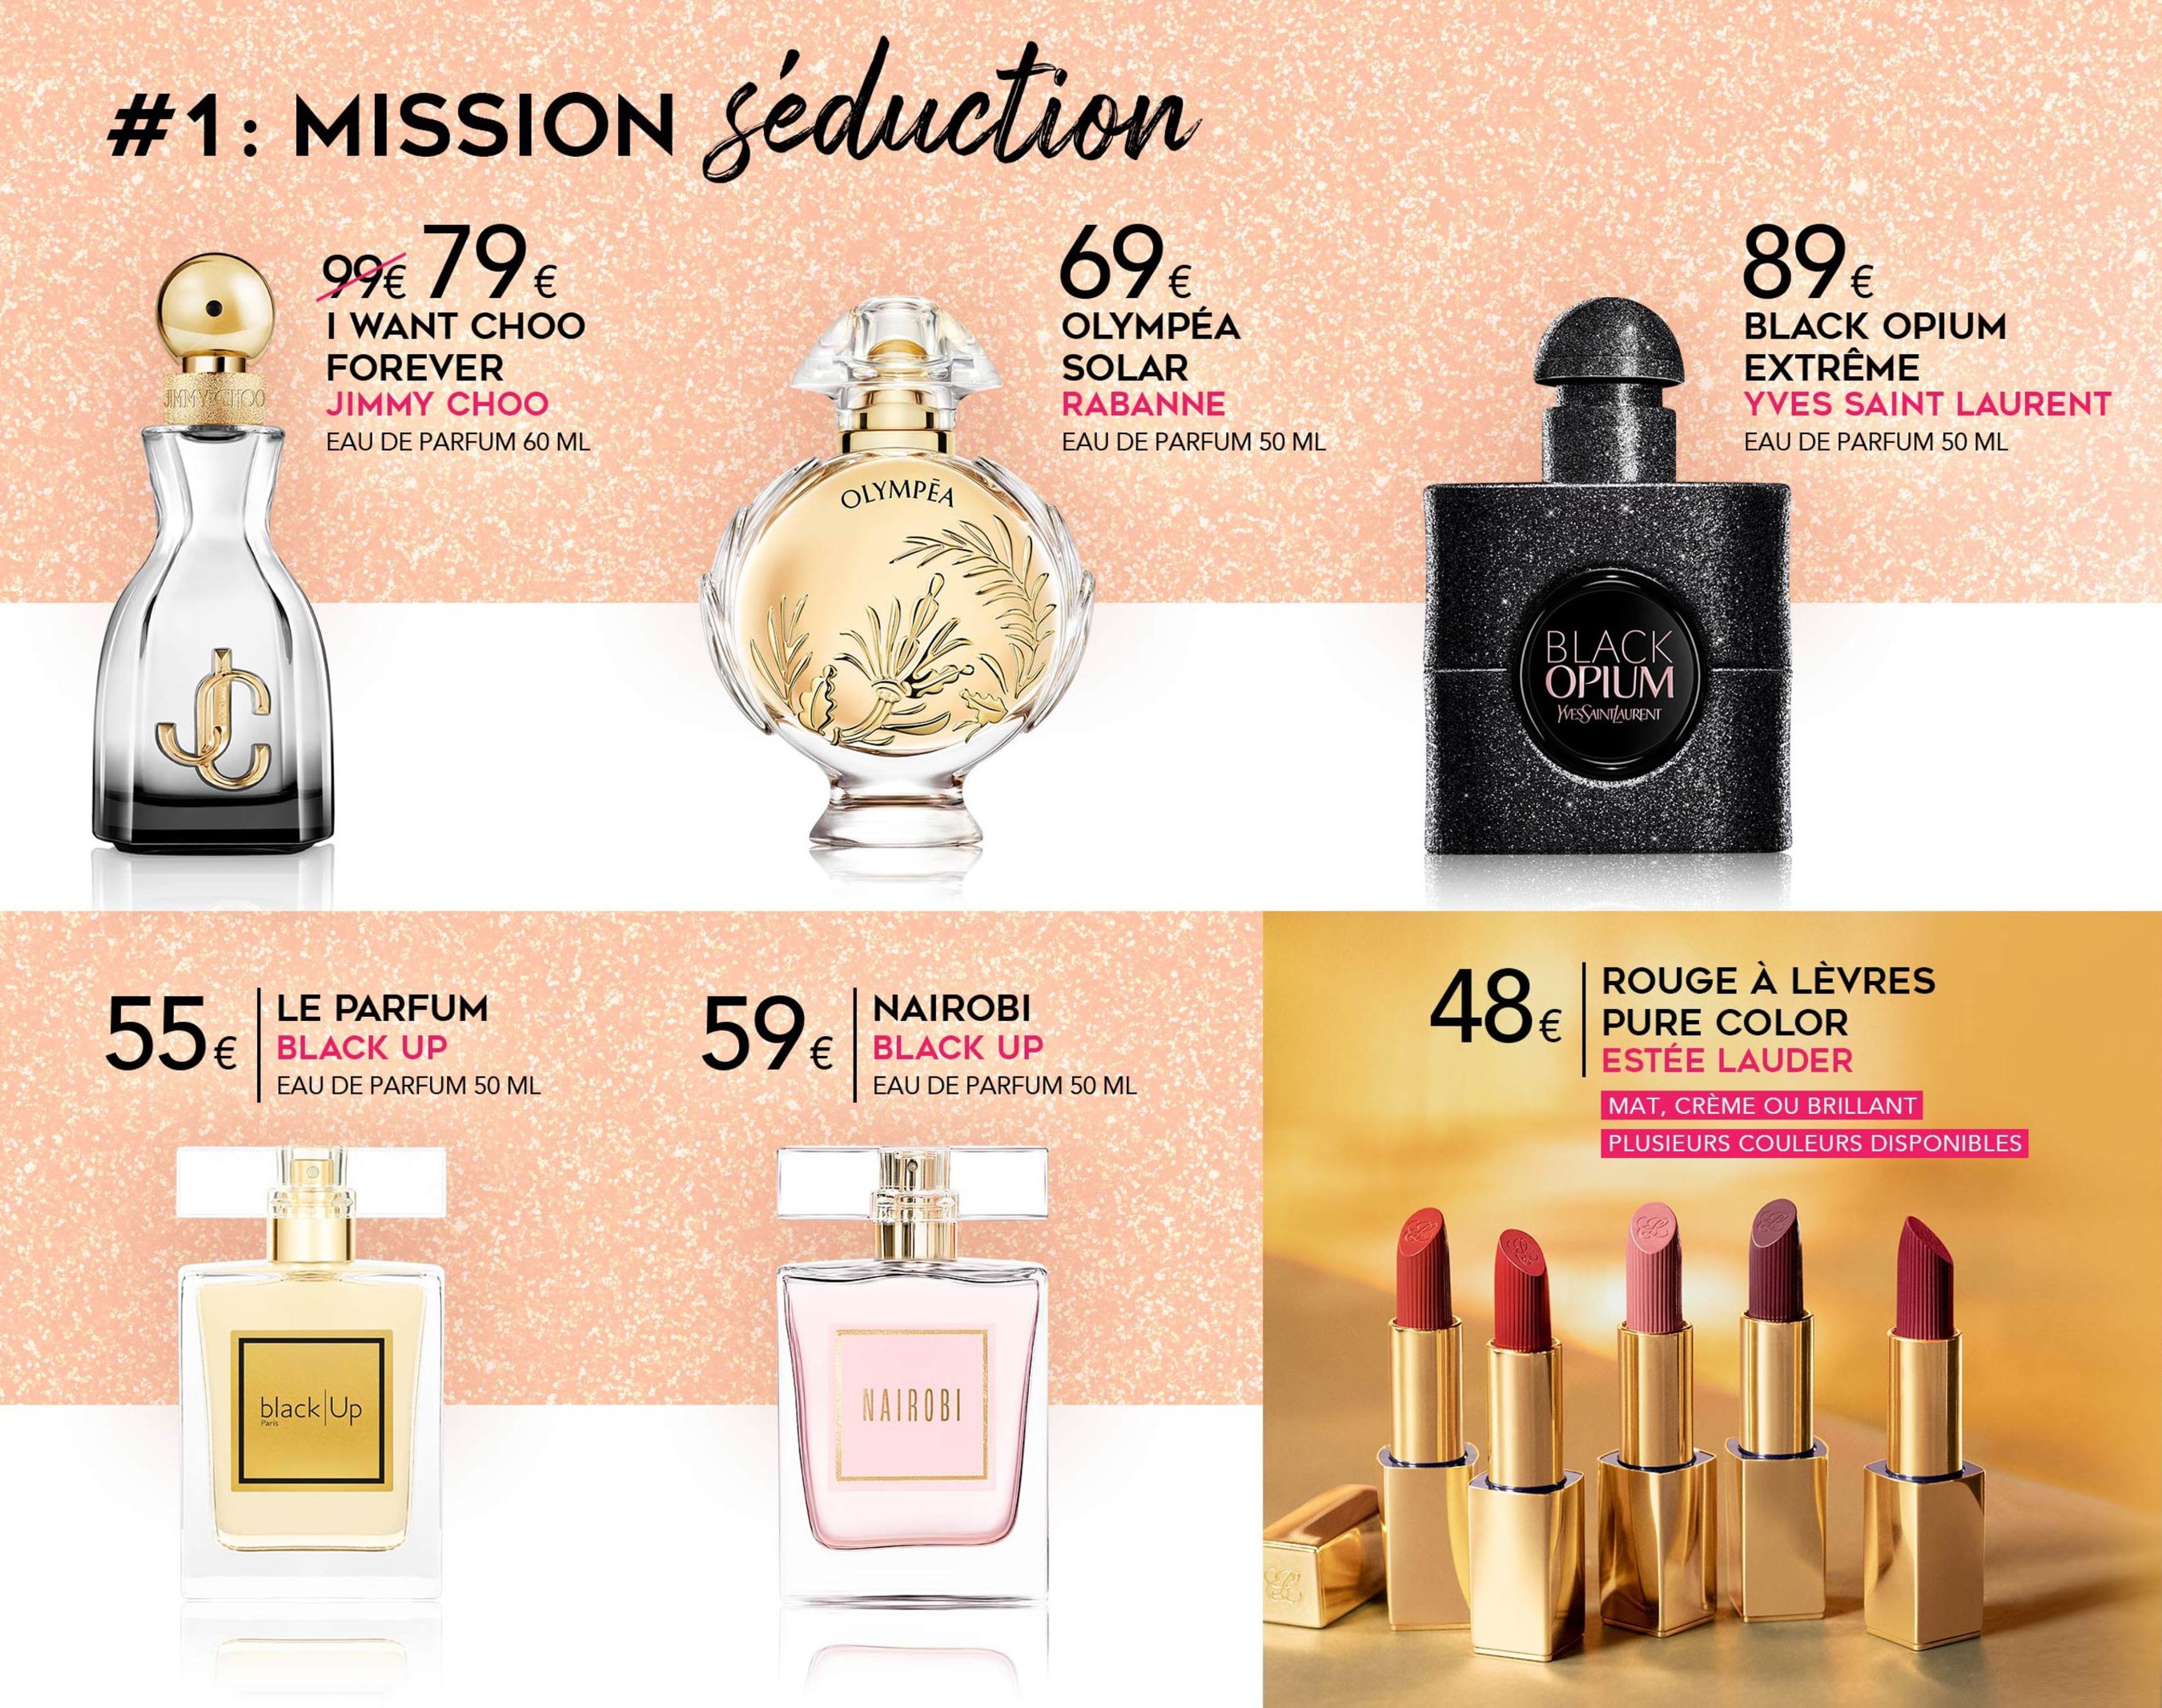 #1: MISSION séduction
99€ 79€
I WANT CHOO
FOREVER
JIMMY CHOO
EAU DE PARFUM 60 ML
JIMMY CHOO
JC
69€
OLYMPÉA
SOLAR
RABANNE
EAU DE PARFUM 50 ML
OLYMPĒA
89€
BLACK OPIUM
EXTRÊME
YVES SAINT LAURENT
EAU DE PARFUM 50 ML
BLACK
OPIUM
YVESSAINTLAURENT
55€
LE PARFUM
BLACK UP
EAU DE PARFUM 50 ML
black|Up
Paris
59€
NAIROBI
BLACK UP
EAU DE PARFUM 50 ML
NAIROBI
48€
ROUGE À LÈVRES
PURE COLOR
ESTÉE LAUDER
MAT, CRÈME OU BRILLANT
PLUSIEURS COULEURS DISPONIBLES